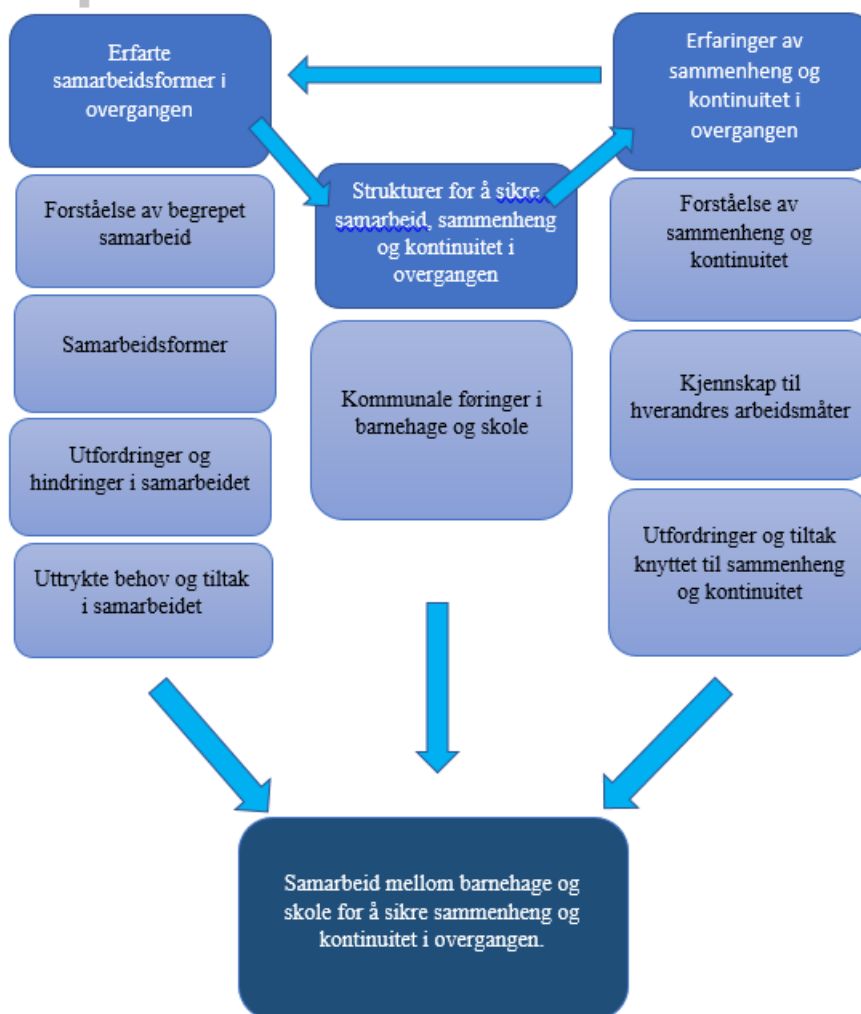 Erfarte
samarbeidsformer i
overgangen
Forståelse av begrepet
samarbeid
Samarbeidsformer
Utfordringer og
hindringer i samarbeidet
Uttrykte behov og tiltak
i samarbeidet
Strukturer for å sikre
samarbeid, sammenheng
og kontinuitet i
overgangen
Kommunale føringer i
barnehage og skole
Erfaringer av
sammenheng og
kontinuitet i
overgangen
Forståelse av
sammenheng og
kontinuitet
Kjennskap til
hverandres arbeidsmåter
Utfordringer og tiltak
knyttet til sammenheng
og kontinuitet
Samarbeid mellom barnehage og
skole for å sikre sammenheng og
kontinuitet i overgangen.